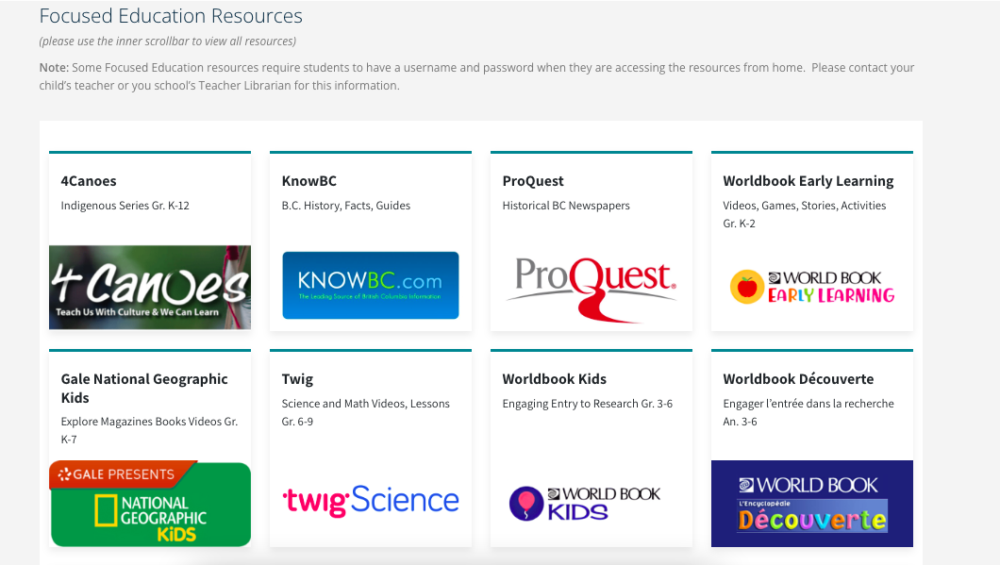 Focused Education Resources
(please use the inner scrollbar to view all resources)
Note: Some Focused Education resources require students to have a username and password when they are accessing the resources from home.  Please contact your
child's teacher or you school's Teacher Librarian for this information.
4Canoes
Indigenous Series Gr. K-12
4 Canoes
Teach Us With Culture & We Can Learn
KnowBC
B.C. History, Facts, Guides
KNOWBC.com
The Leading Source of British Columbia Information
ProQuest
Historical BC Newspapers
ProQuest®
Worldbook Early Learning
Videos, Games, Stories, Activities
Gr. K-2
WORLD BOOK
EARLY LEARNING
Gale National Geographic
Kids
Explore Magazines Books Videos Gr.
K-7
GALE PRESENTS
NATIONAL
GEOGRAPHIC
KiDS
Twig
Science and Math Videos, Lessons
Gr. 6-9
twigScience
Worldbook Kids
Engaging Entry to Research Gr. 3-6
WORLD BOOK
KIDS
Worldbook Découverte
Engager l'entrée dans la recherche
An. 3-6
WORLD BOOK
L'Encyclopédie
Découverte